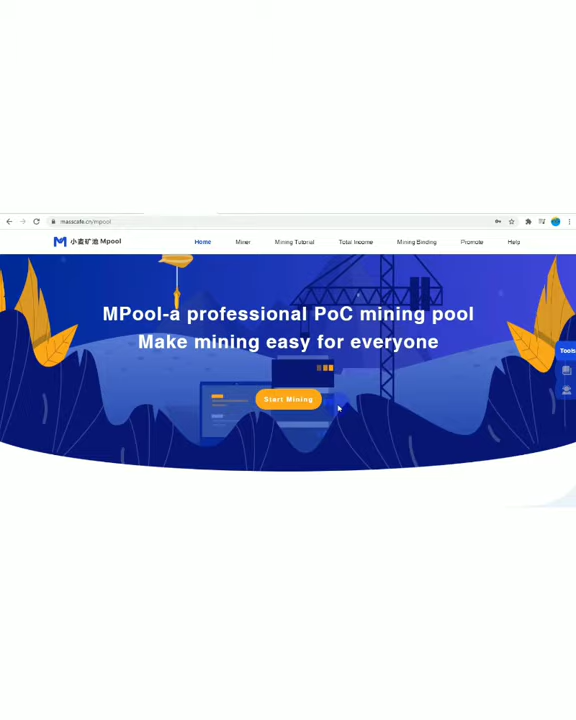 masscafe.cn/mpool
小麦矿池 Mpool
Home Miner Mining Tutorial Total Income Mining Binding Promote Help
MPool-a professional PoC mining pool
Make mining easy for everyone
Tools
Start Mining